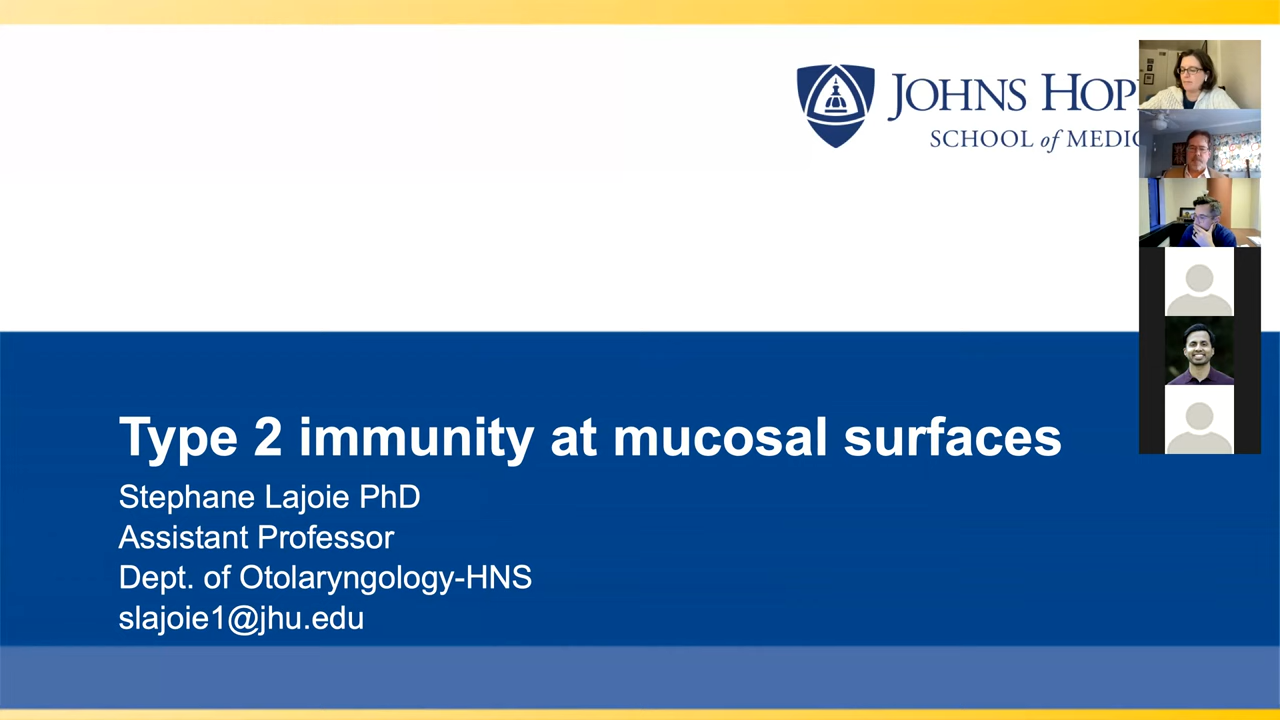 JOHNS HOP
SCHOOL of MEDIC
Type 2 immunity at mucosal surfaces
Stephane Lajoie PhD
Assistant Professor
Dept. of Otolaryngology-HNS
slajoie1@jhu.edu